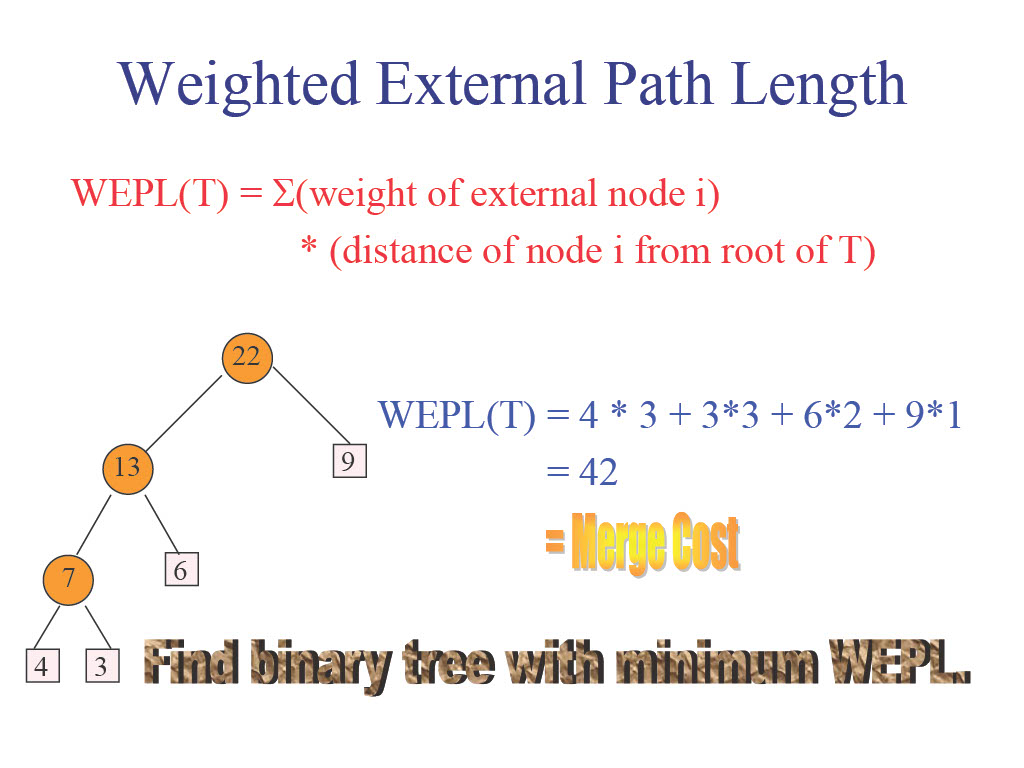 Weighted External Path Length
WEPL(T) = Σ(weight of external node i)
* (distance of node i from root of T)
22
WEPL(T) = 4 * 3 + 3*3 + 6*2 + 9*1
13
9
= 42
= Merge Cost
7
6
4
3
Find binary tree with minimum WEPL.